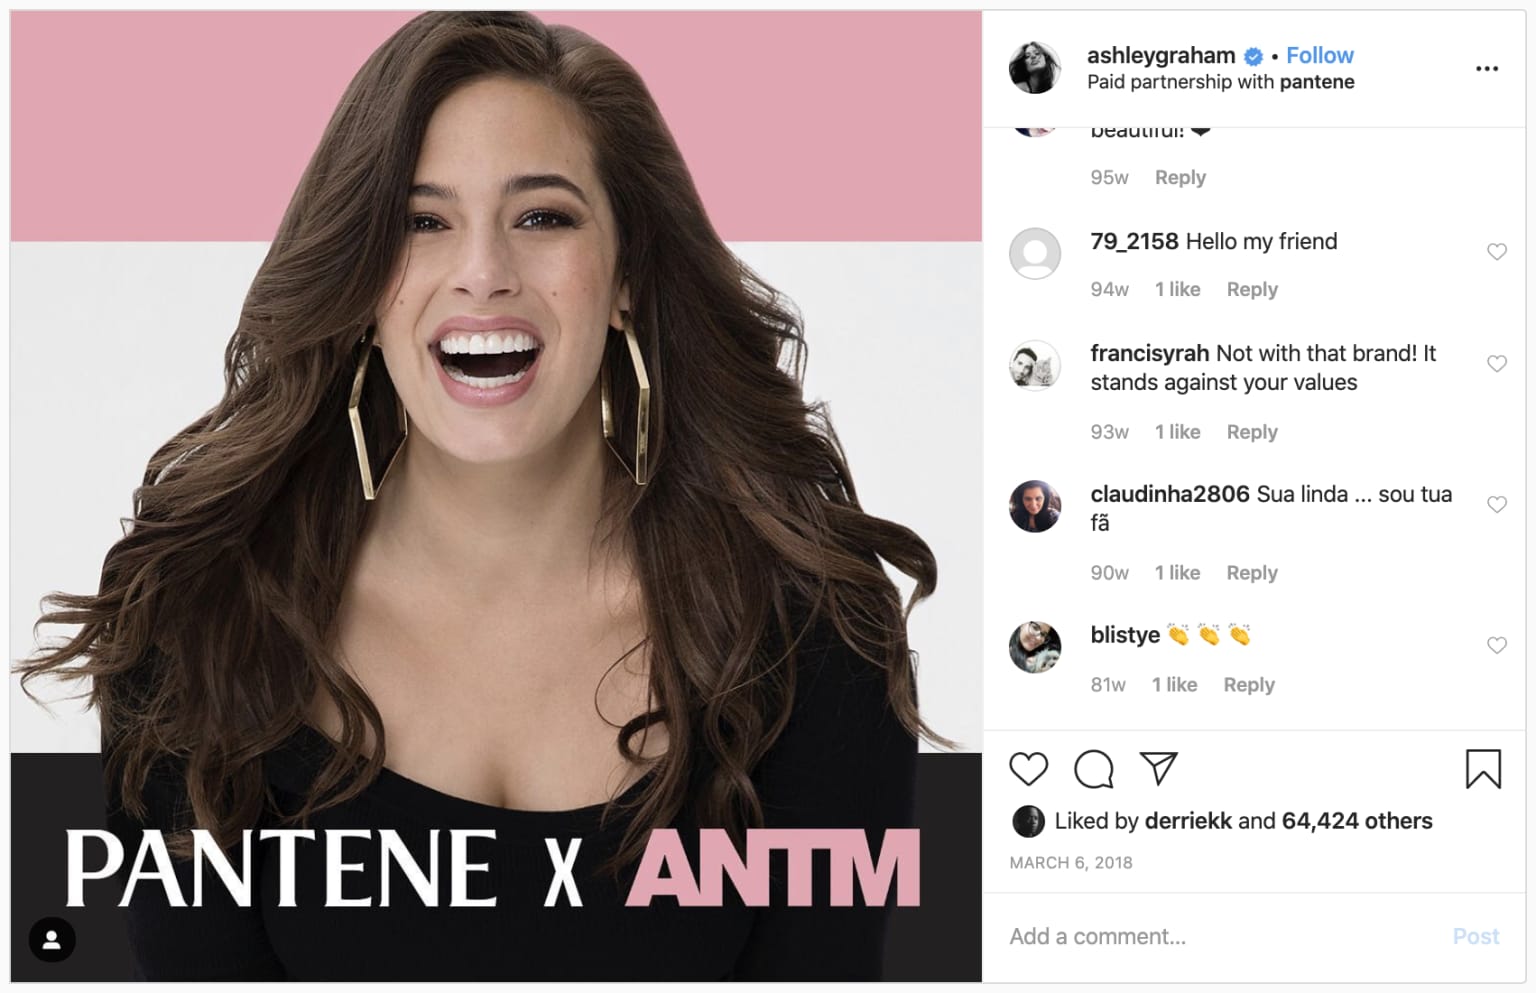 PANTENE X ANTM
ashleygraham • Follow
Paid partnership with pantene
beautiful! ❤
95w Reply
79_2158 Hello my friend
94w 1 like Reply
francisyrah Not with that brand! It
stands against your values
93w 1 like Reply
claudinha2806 Sua linda ... sou tua
fã
90w 1 like Reply
blistye 👏 👏 👏
81w 1 like Reply
Liked by derriekk and 64,424 others
MARCH 6, 2018
Add a comment... Post